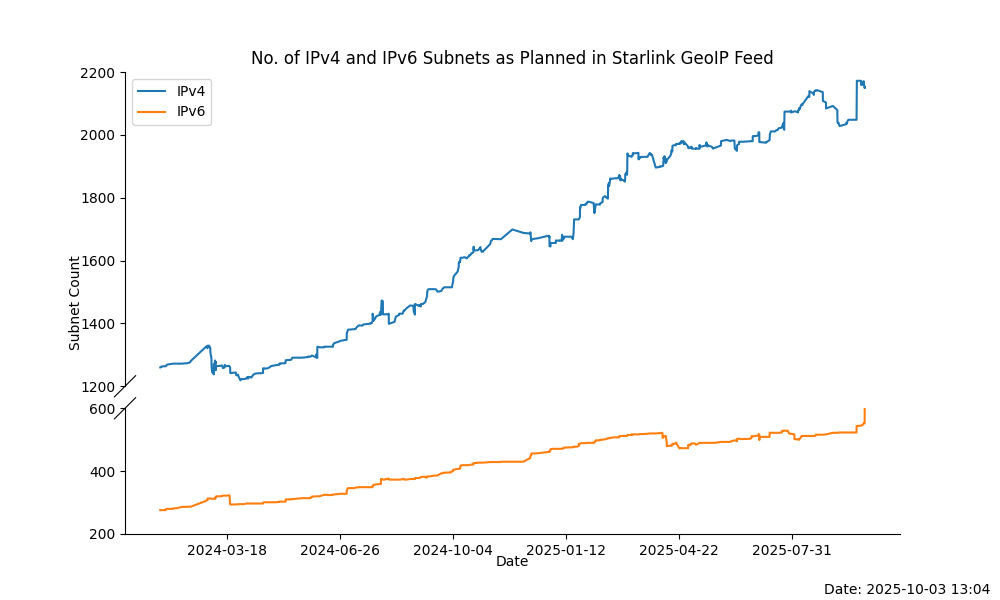 No. of IPv4 and IPv6 Subnets as Planned in Starlink GeoIP Feed
IPv4
IPv6
2200
2000
1800
1600
1400
1200
600
400
200
Subnet Count
2024-03-18
2024-06-26
2024-10-04
2025-01-12
2025-04-22
2025-07-31
Date
Date: 2025-10-03 13:04